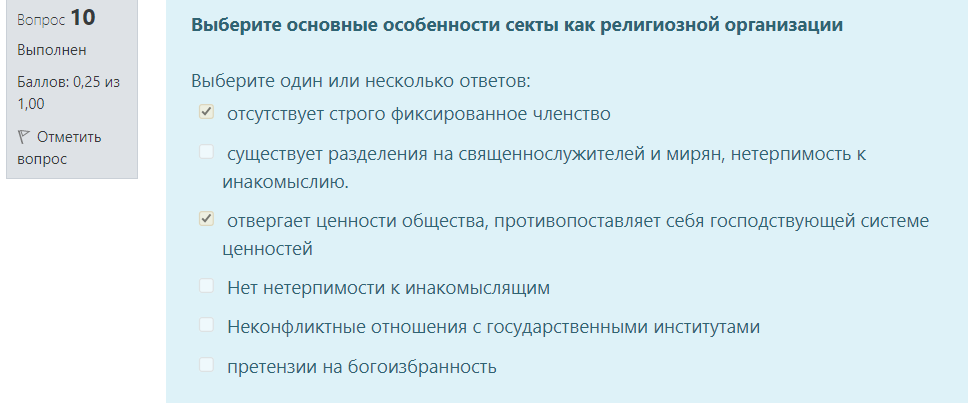 Вопрос 10
Выполнен
Баллов: 0,25 из
1,00
Отметить
вопрос
Выберите основные особенности секты как религиозной организации
Выберите один или несколько ответов:
отсутствует строго фиксированное членство
существует разделения на священнослужителей и мирян, нетерпимость к
инакомыслию.
отвергает ценности общества, противопоставляет себя господствующей системе
ценностей
Нет нетерпимости к инакомыслящим
Неконфликтные отношения с государственными институтами
претензии на богоизбранность